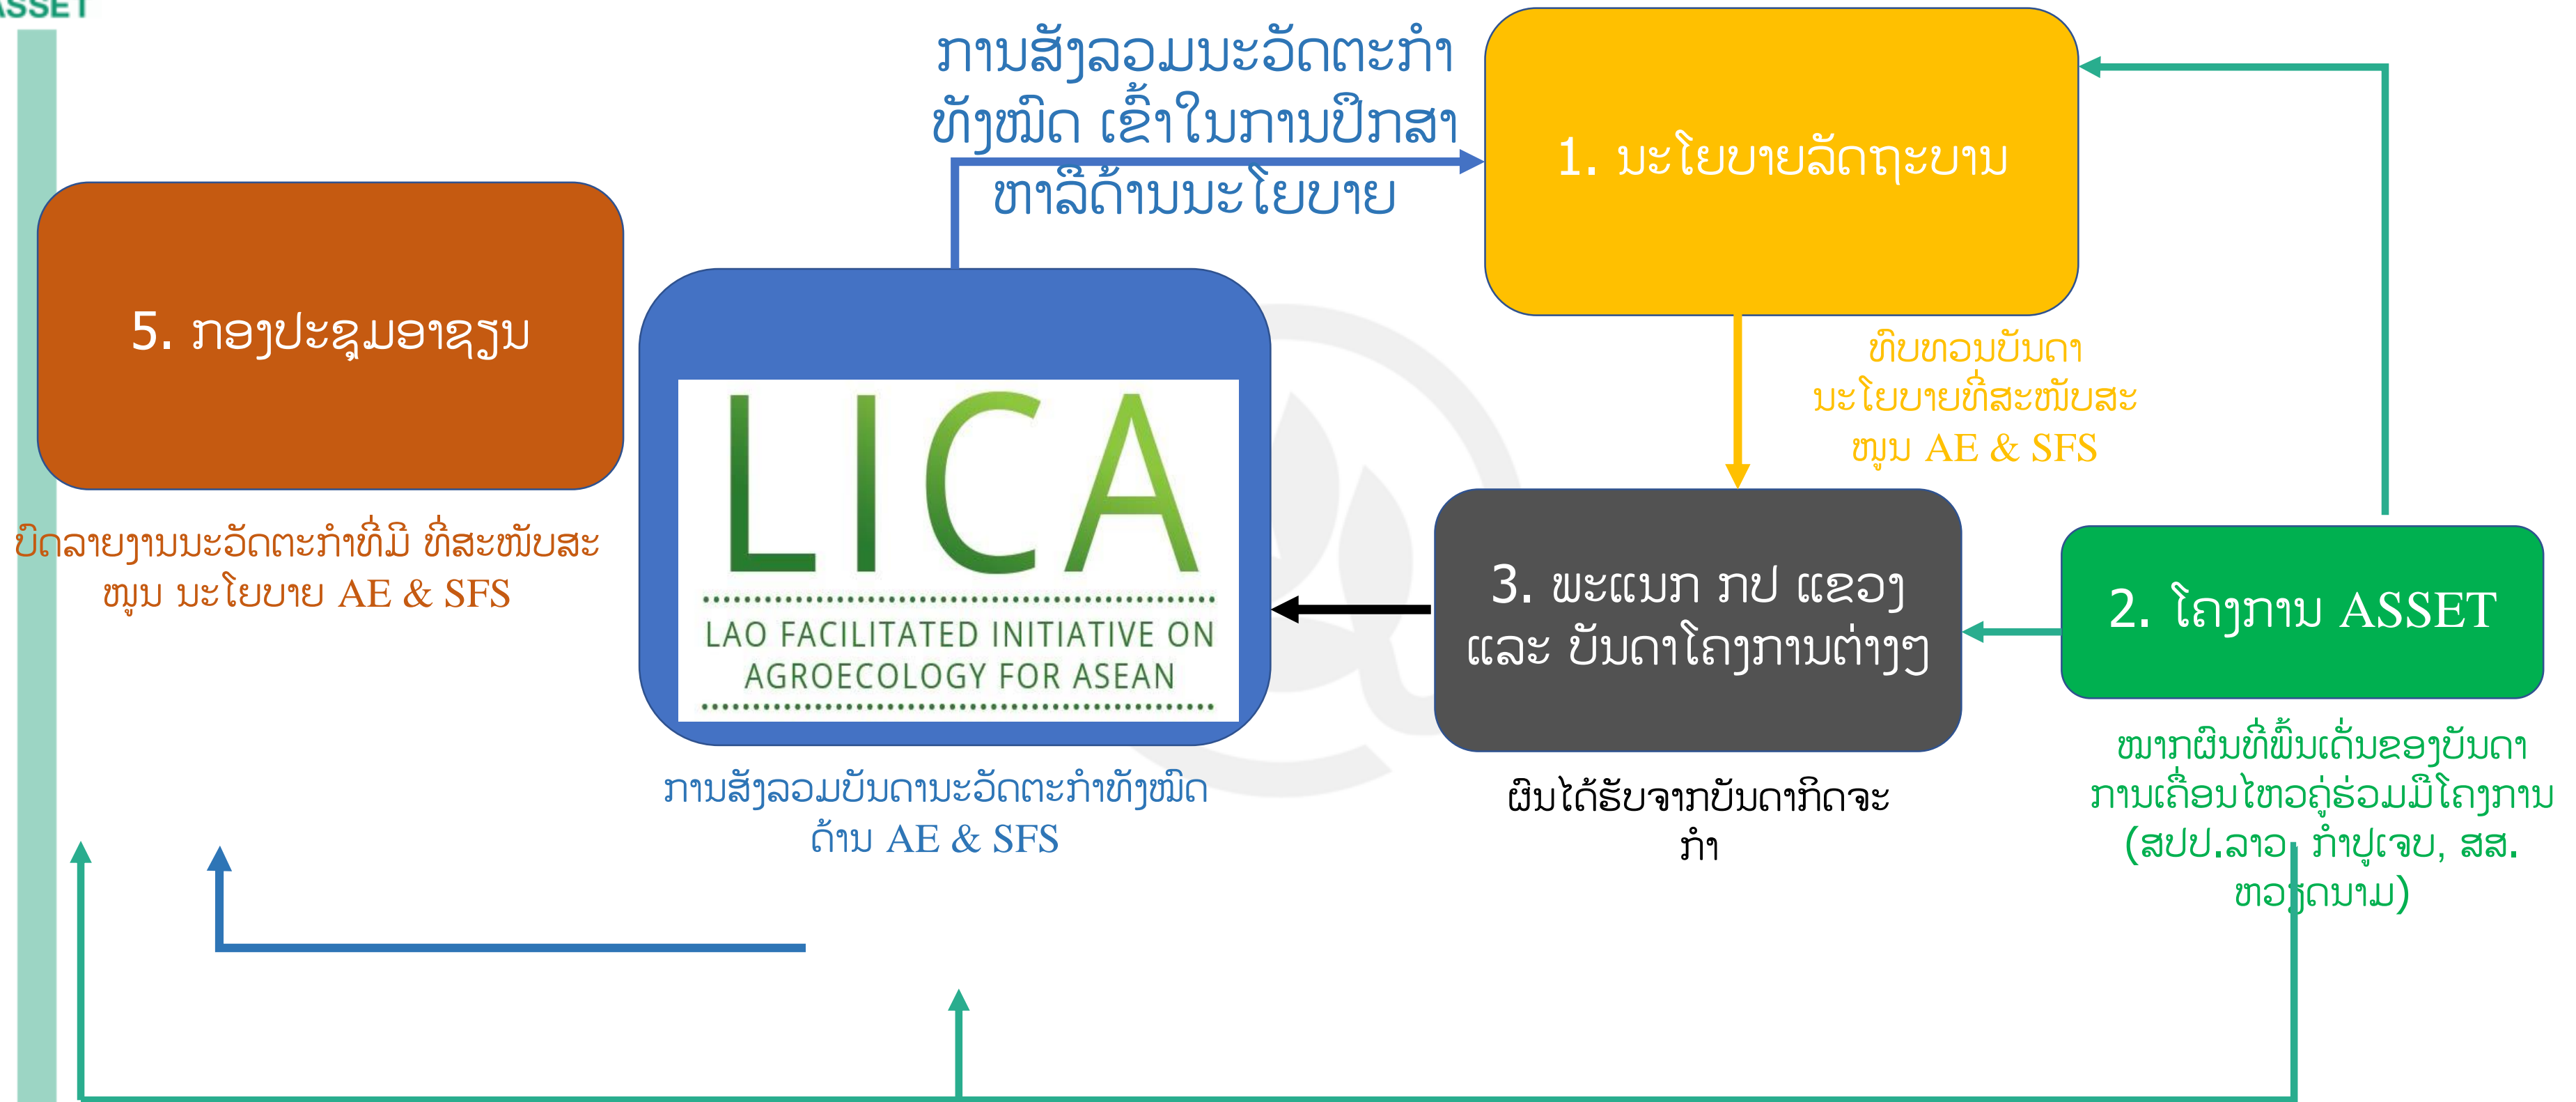 ASSET
ການສັງລວມນະວັດຕະກຳ
ທັງໝົດ ເຂົ້າໃນການປຶກສາ
ຫາລືດ້ານນະໂຍບາຍ
1. ນະໂຍບາຍລັດຖະບານ
5. ກອງປະຊຸມອາຊຽນ
ທົບທວນບັນດາ
ນະໂຍບາຍທີ່ສະໜັບສະ
ໜູນ AE & SFS
LICA
LAO FACILITATED INITIATIVE ON
AGROECOLOGY FOR ASEAN
ບົດລາຍງານນະວັດຕະກຳທີ່ມີ ທີ່ສະໜັບສະ
ໜູນ ນະໂຍບາຍ AE & SFS
3. ພະແນກ ກປ ແຂວງ
ແລະ ບັນດາໂຄງການຕ່າງໆ
2. ໂຄງການ ASSET
ການສັງລວມບັນດານະວັດຕະກຳທັງໝົດ
ດ້ານ AE & SFS
ຜົນໄດ້ຮັບຈາກບັນດາກິດຈະ
ກຳ
ໝາກຜົນທີ່ພົ້ນເດັ່ນຂອງບັນດາ
ການເຄື່ອນໄຫວຄູ່ຮ່ວມມືໂຄງການ
(ສປປ.ລາວ, ກຳປູເຈຍ, ສສ.
ຫວຽດນາມ)